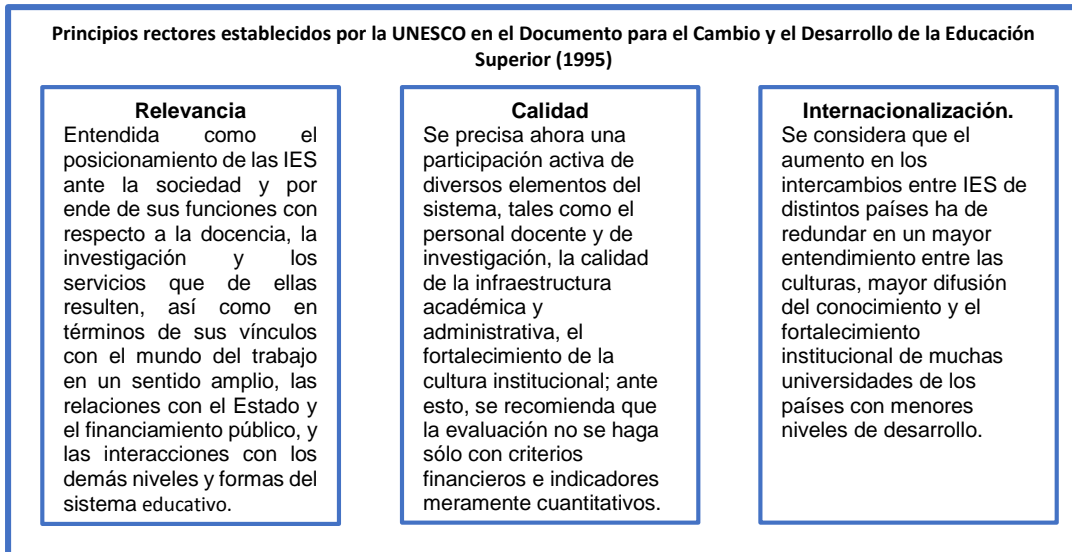 Principios rectores establecidos por la UNESCO en el Documento para el Cambio y el Desarrollo de la Educación
Superior (1995)
Relevancia
Entendida como el
posicionamiento de las IES
ante la sociedad y por
ende de sus funciones con
respecto a la docencia, la
investigación y los
servicios que de ellas
resulten, así como en
términos de sus vínculos
con el mundo del trabajo
en un sentido amplio, las
relaciones con el Estado y
el financiamiento público, y
las interacciones con los
demás niveles y formas del
sistema educativo.
Calidad
Se precisa ahora una
participación activa de
diversos elementos del
sistema, tales como el
personal docente y de
investigación, la calidad
de la infraestructura
académica y
administrativa, el
fortalecimiento de la
cultura institucional; ante
esto, se recomienda que
la evaluación no se haga
sólo con criterios
financieros e indicadores
meramente cuantitativos.
Internacionalización.
Se considera que el
aumento en los
intercambios entre IES de
distintos países ha de
redundar en un mayor
entendimiento entre las
culturas, mayor difusión
del conocimiento y el
fortalecimiento
institucional de muchas
universidades de los
países con menores
niveles de desarrollo.